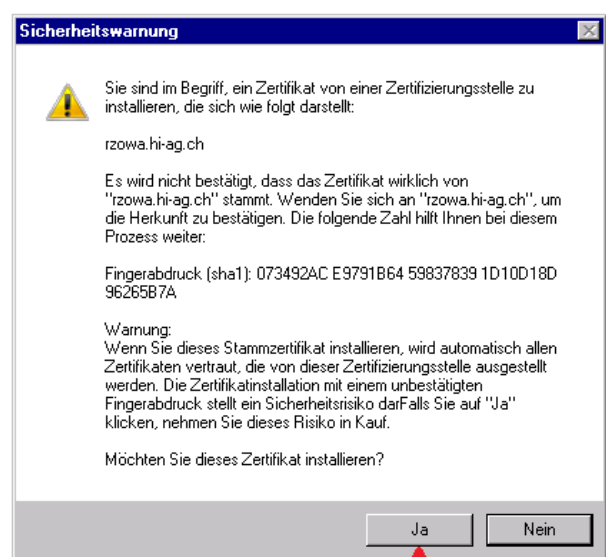 Sicherheitswarnung
Sie sind im Begriff, ein Zertifikat von einer Zertifizierungsstelle zu
installieren, die sich wie folgt darstellt:
rzowa.hi-ag.ch
Es wird nicht bestätigt, dass das Zertifikat wirklich von
"rzowa.hi-ag.ch" stammt. Wenden Sie sich an "rzowa.hi-ag.ch", um
die Herkunft zu bestätigen. Die folgende Zahl hilft Ihnen bei diesem
Prozess weiter:
Fingerabdruck (sha1): 073492AC E9791B64 59837839 1D10D18D
96265B7A
Warnung:
Wenn Sie dieses Stammzertifikat installieren, wird automatisch allen
Zertifikaten vertraut, die von dieser Zertifizierungsstelle ausgestellt
werden. Die Zertifikatinstallation mit einem unbestätigten
Fingerabdruck stellt ein Sicherheitsrisiko darFalls Sie auf "Ja"
klicken, nehmen Sie dieses Risiko in Kauf.
Möchten Sie dieses Zertifikat installieren?
Ja
Nein